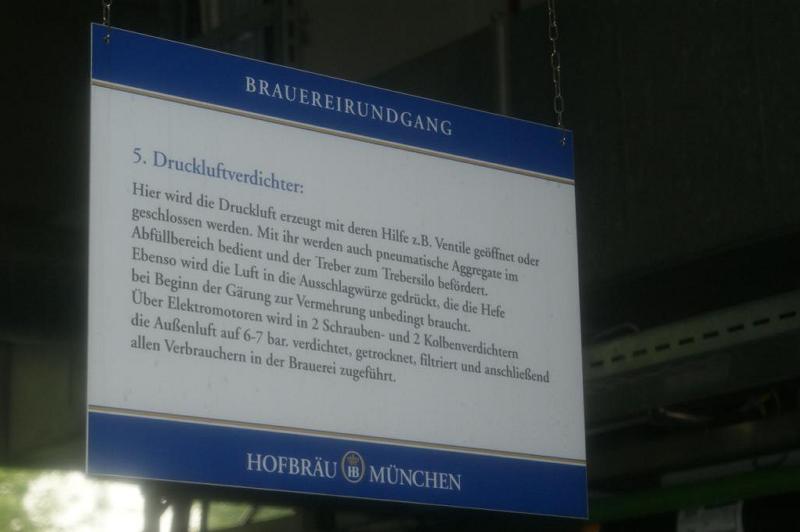 BRAUEREIRUNDGANG
5. Druckluftverdichter:
Hier wird die Druckluft erzeugt mit deren Hilfe z.B. Ventile geöffnet oder
geschlossen werden. Mit ihr werden auch pneumatische Aggregate im
Abfüllbereich bedient und der Treber zum Trebersilo befördert.
Ebenso wird die Luft in die Ausschlagwürze gedrückt, die die Hefe
bei Beginn der Gärung zur Vermehrung unbedingt braucht.
Über Elektromotoren wird in 2 Schrauben- und 2 Kolbenverdichtern
die Außenluft auf 6-7 bar. verdichtet, getrocknet, filtriert und anschließend
allen Verbrauchern in der Brauerei zugeführt.
HOFBRÄU HB MÜNCHEN